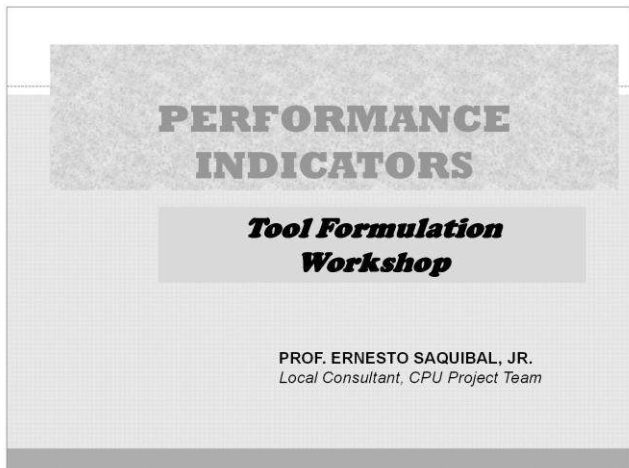 PERFORMANCE
INDICATORS
Tool Formulation
Workshop
PROF. ERNESTO SAQUIBAL, JR.
Local Consultant, CPU Project Team